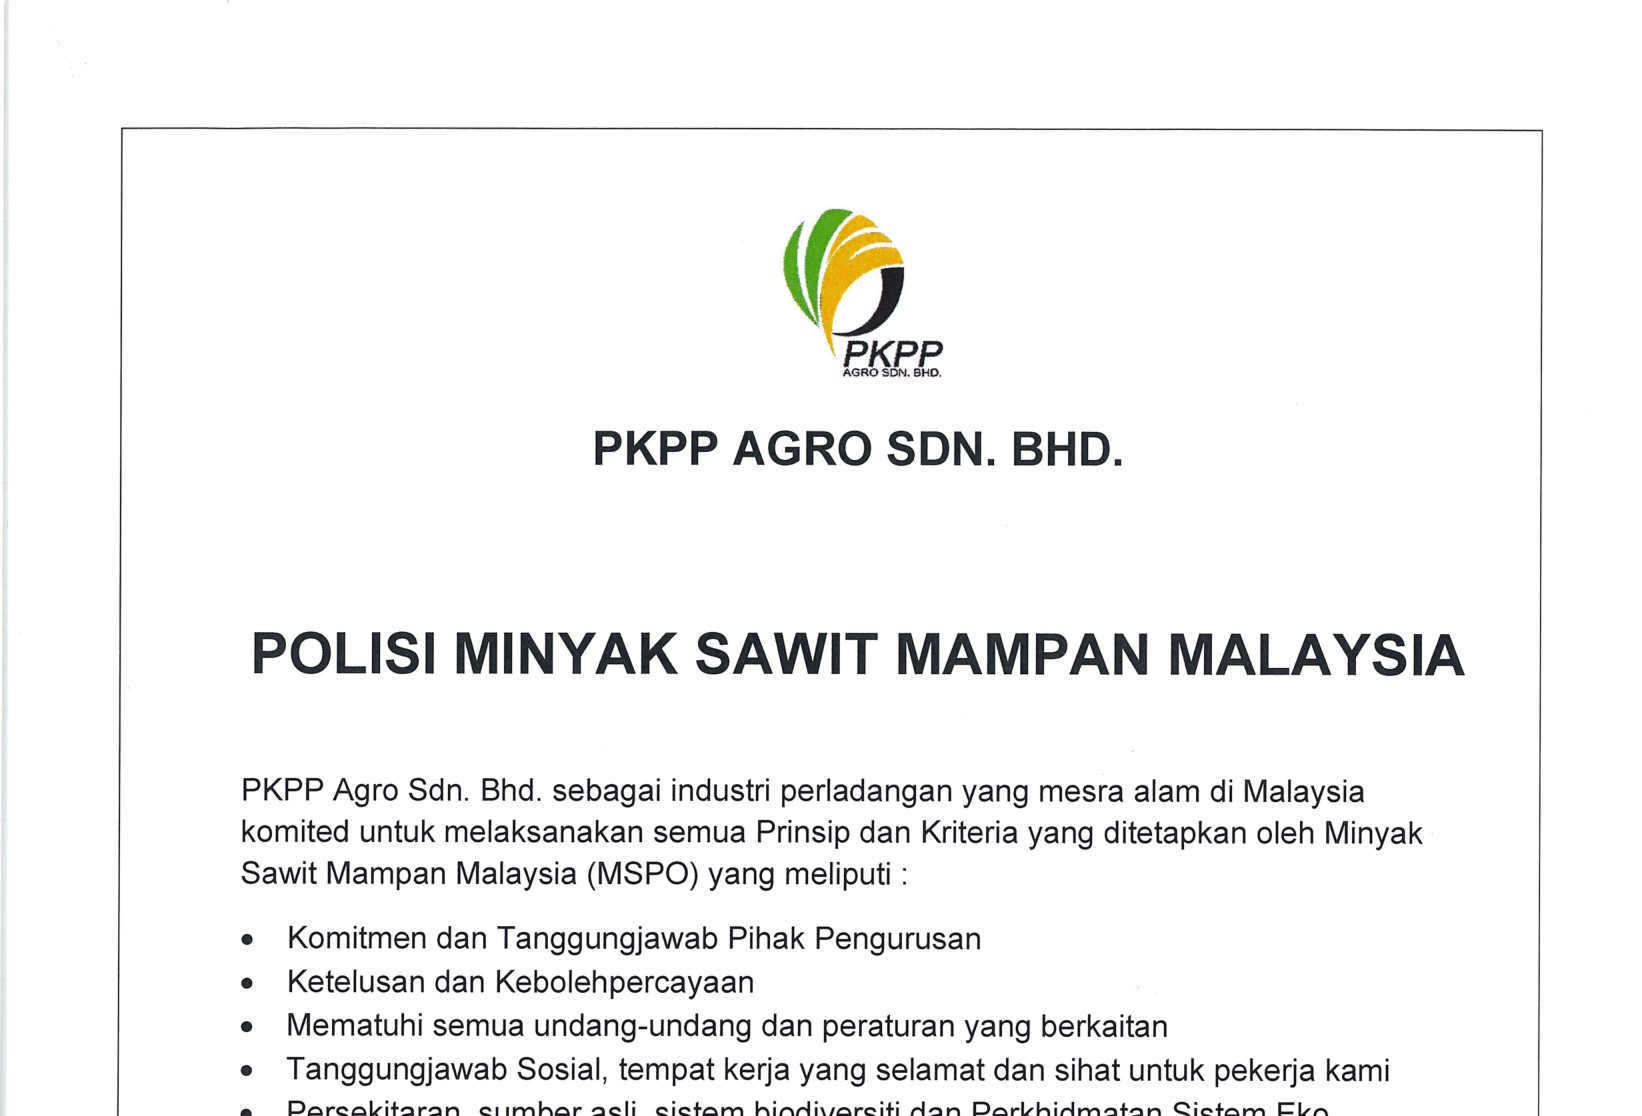 PKPP
AGRO SDN. BHD.
PKPP AGRO SDN. BHD.
POLISI MINYAK SAWIT MAMPAN MALAYSIA
PKPP Agro Sdn. Bhd. sebagai industri perladangan yang mesra alam di Malaysia
komited untuk melaksanakan semua Prinsip dan Kriteria yang ditetapkan oleh Minyak
Sawit Mampan Malaysia (MSPO) yang meliputi :
• Komitmen dan Tanggungjawab Pihak Pengurusan
• Ketelusan dan Kebolehpercayaan
• Mematuhi semua undang-undang dan peraturan yang berkaitan
• Tanggungjawab Sosial, tempat kerja yang selamat dan sihat untuk pekerja kami
• Persekitaran, sumber asli, sistem biodiversiti dan Perkhidmatan Sistem Eko